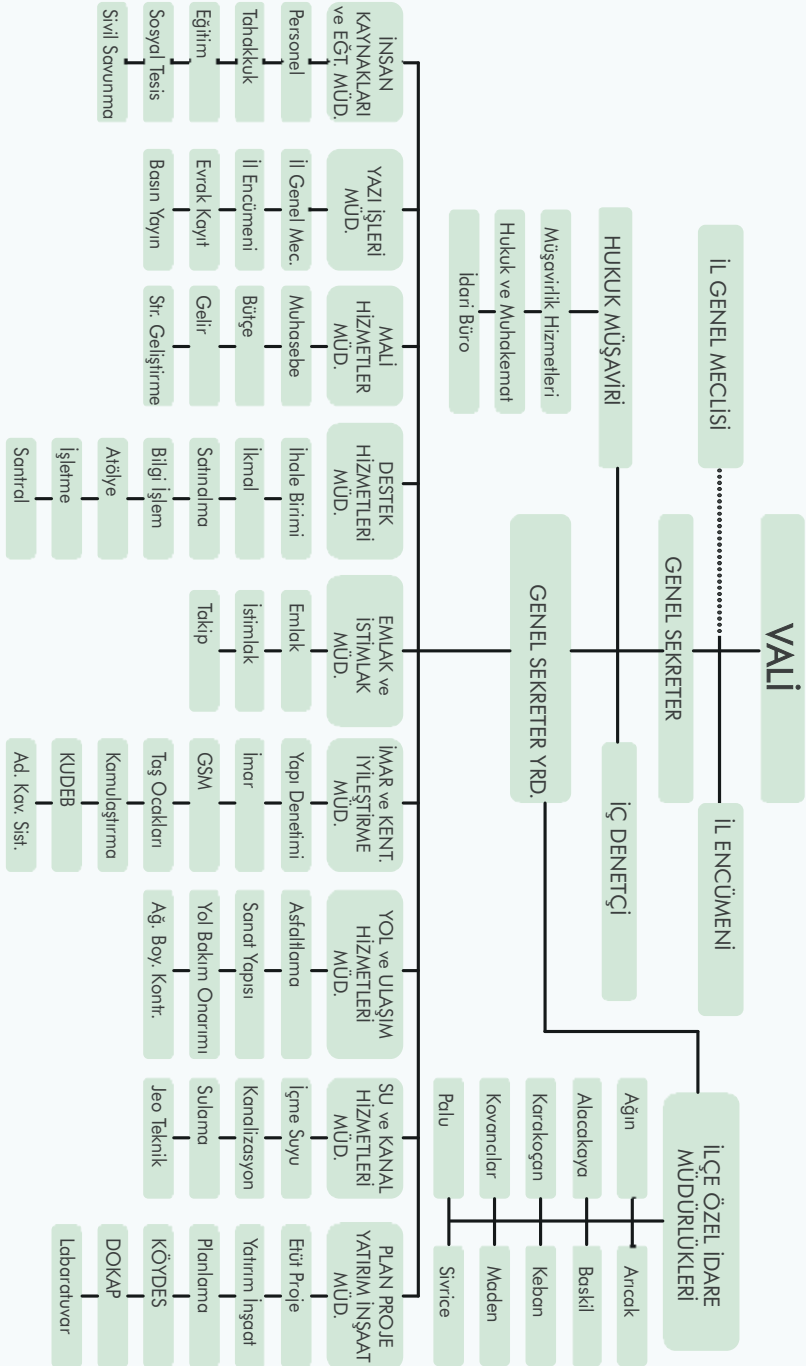 VALİ
İL GENEL MECLİSİ
İL ENCÜMENİ
GENEL SEKRETER
HUKUK MÜŞAVİRİ
Müşavirlik Hizmetleri
Hukuk ve Muhakemat
İdari Büro
İÇ DENETÇİ
GENEL SEKRETER YRD.
İLÇE ÖZEL İDARE
MÜDÜRLÜKLERİ
Ağın
Arıcak
Alacakaya
Baskil
Karakoçan
Keban
Kovancılar
Maden
Palu
Sivrice
İNSAN
KAYNAKLARI
ve EĞT. MÜD.
Personel
Tahakkuk
Eğitim
Sosyal Tesis
Sivil Savunma
YAZI İŞLERİ
MÜD.
İl Genel Mec.
İl Encümeni
Evrak Kayıt
Basın Yayın
MALİ
HİZMETLER
MÜD.
Muhasebe
Bütçe
Gelir
Str. Geliştirme
DESTEK
HİZMETLERİ
MÜD.
İhale Birimi
İkmal
Satınalma
Bilgi İşlem
Atölye
İşletme
Santral
EMLAK ve
İSTİMLAK
MÜD.
Emlak
İstimlak
Takip
İMAR ve KENT.
İYİLEŞTİRME
MÜD.
Yapı Denetimi
İmar
GSM
Taş Ocakları
Kamulaştırma
KUDEB
Ad. Kav. Sist.
YOL ve ULAŞIM
HİZMETLERİ
MÜD.
Asfaltlama
Sanat Yapısı
Yol Bakım Onarımı
Ağ. Boy. Kontr.
SU ve KANAL
HİZMETLERİ
MÜD.
İçme Suyu
Kanalizasyon
Sulama
Jeo Teknik
PLAN PROJE
YATIRIM İNŞAAT
MÜD.
Etüt Proje
Yatırım İnşaat
Planlama
KÖYDES
DOKAP
Labaratuvar